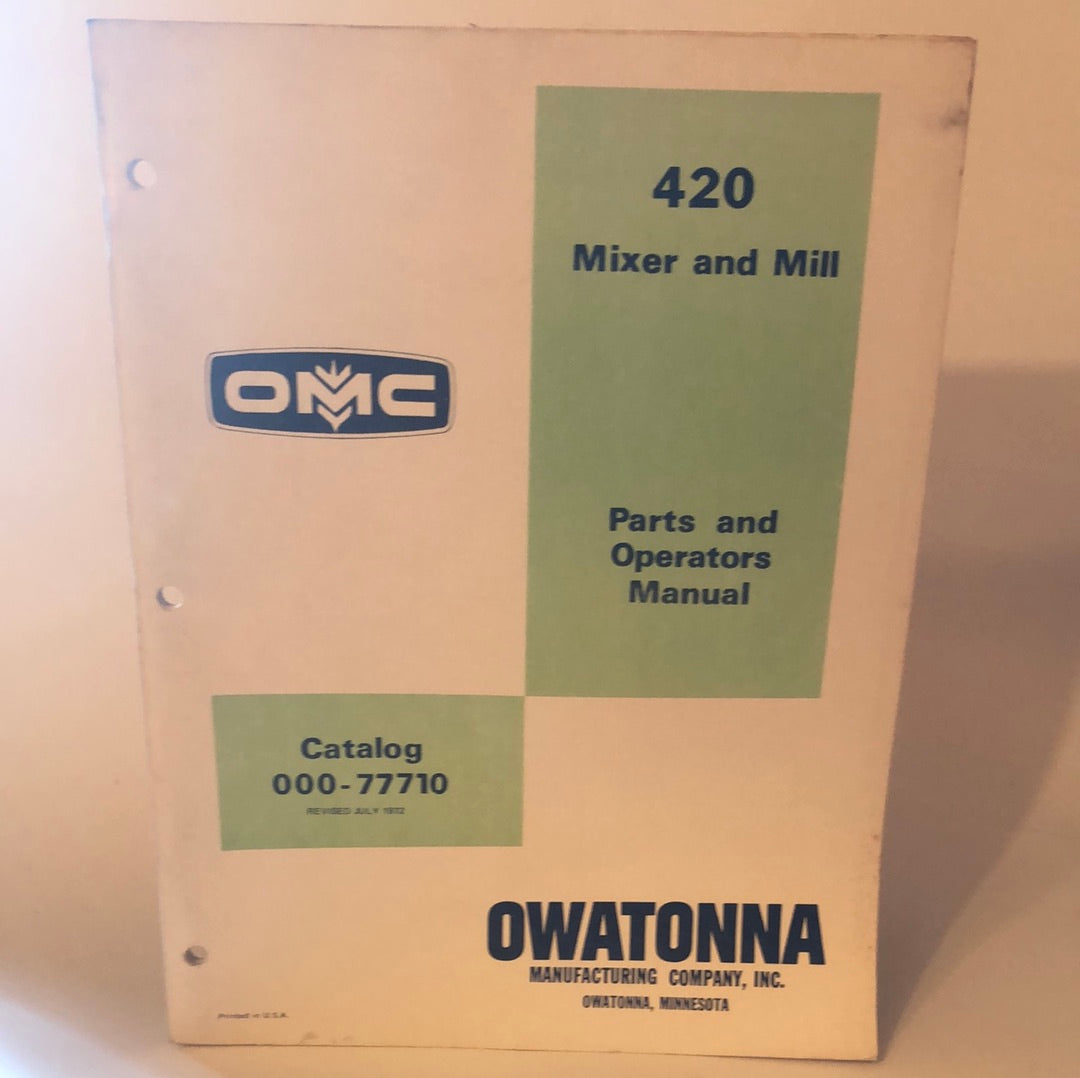 420
Mixer and Mill
OMC
Parts and
Operators
Manual
Catalog
000-77710
REVISED JULY 1972
OWATONNA
MANUFACTURING COMPANY, INC.
OWATONNA, MINNESOTA
Printed in U.S.A.